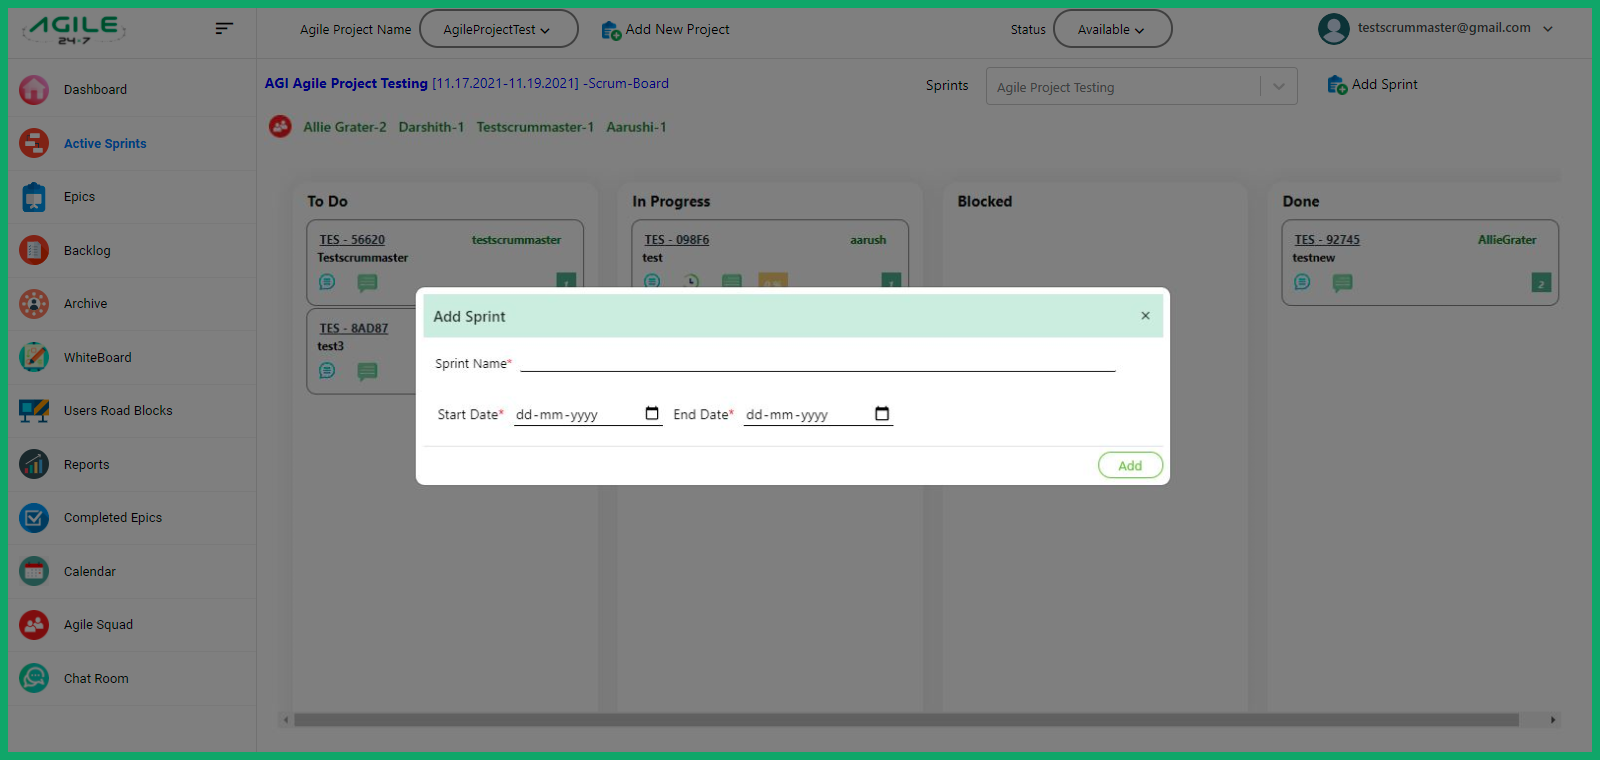 AGILE
24x7
Agile Project Name
AgileProjectTest
Add New Project
Status
Available
testscrummaster@gmail.com
Dashboard
Active Sprints
Epics
Backlog
Archive
WhiteBoard
Users Road Blocks
Reports
Completed Epics
Calendar
Agile Squad
Chat Room
AGI Agile Project Testing [11.17.2021-11.19.2021] -Scrum-Board
Sprints
Agile Project Testing
Add Sprint
Allie Grater-2 Darshith-1 Testscrummaster-1 Aarushi-1
To Do
TES - 56620 testscrummaster
Testscrummaster
1
TES - 8AD87
test3
In Progress
TES - 098F6 aarush
test
1
Blocked
Done
TES - 92745 AllieGrater
testnew
2
Add Sprint ×
Sprint Name*
Start Date* dd-mm-yyyy End Date* dd-mm-yyyy
Add